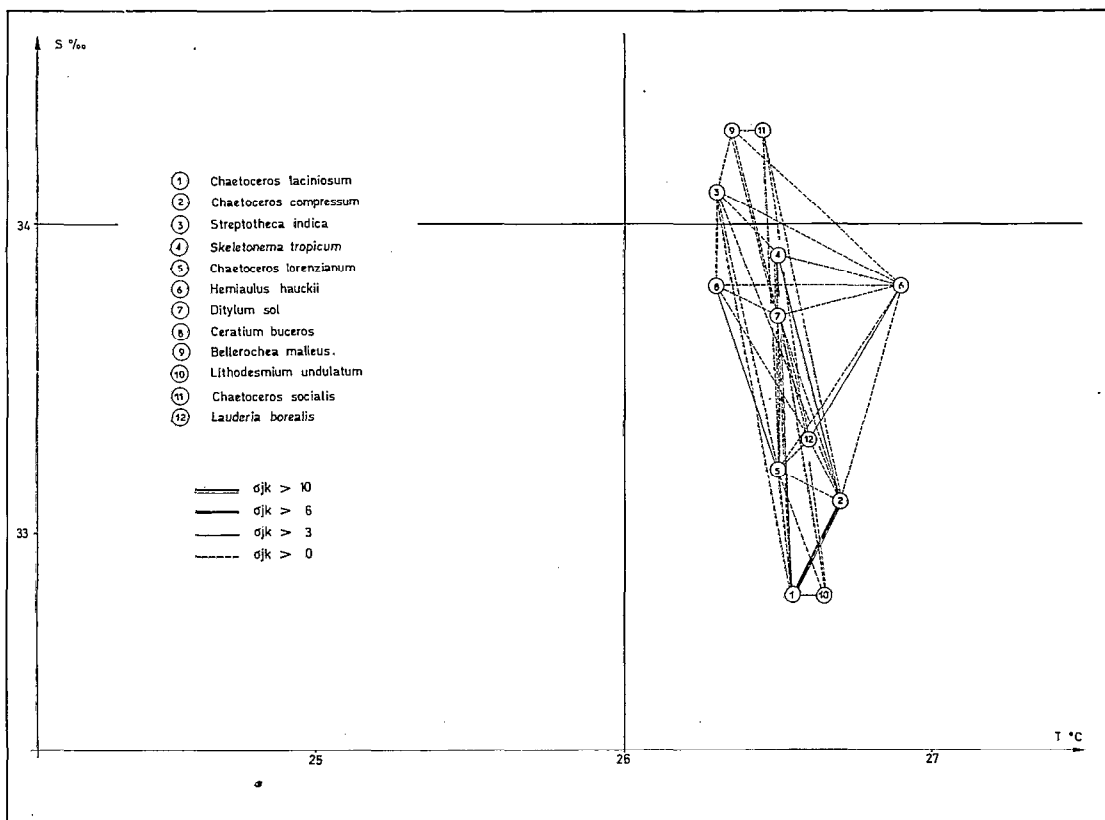 S ‰
9 11
1 Chaetoceros laciniosum
2 Chaetoceros compressum
3 Streptotheca indica
4 Skeletonema tropicum
5 Chaetoceros lorenzianum
6 Hemiaulus hauckii
7 Ditylum sol
8 Ceratium buceros
9 Bellerochea malleus.
10 Lithodesmium undulatum
11 Chaetoceros socialis
12 Lauderia borealis
3
34
4
8 6
7
12
5
2
σjk > 10
σjk > 6
σjk > 3
σjk > 0
33
1 10
T °C
25 26 27